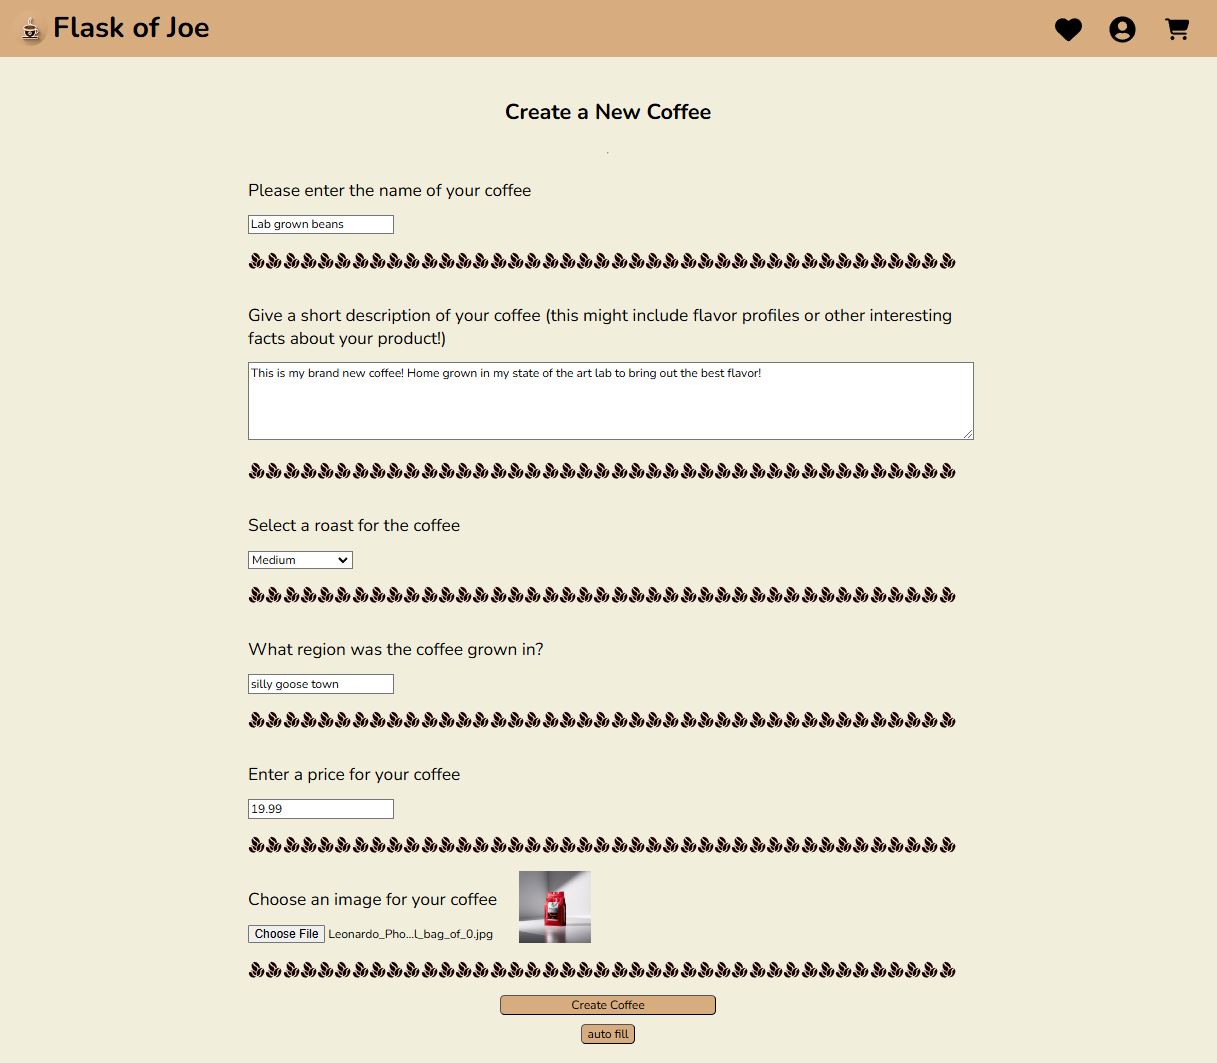 Flask of Joe
Create a New Coffee
Please enter the name of your coffee
Lab grown beans
Give a short description of your coffee (this might include flavor profiles or other interesting
facts about your product!)
This is my brand new coffee! Home grown in my state of the art lab to bring out the best flavor!
Select a roast for the coffee
Medium
What region was the coffee grown in?
silly goose town
Enter a price for your coffee
19.99
Choose an image for your coffee
Choose File Leonardo_Pho...l_bag_of_0.jpg
Create Coffee
auto fill